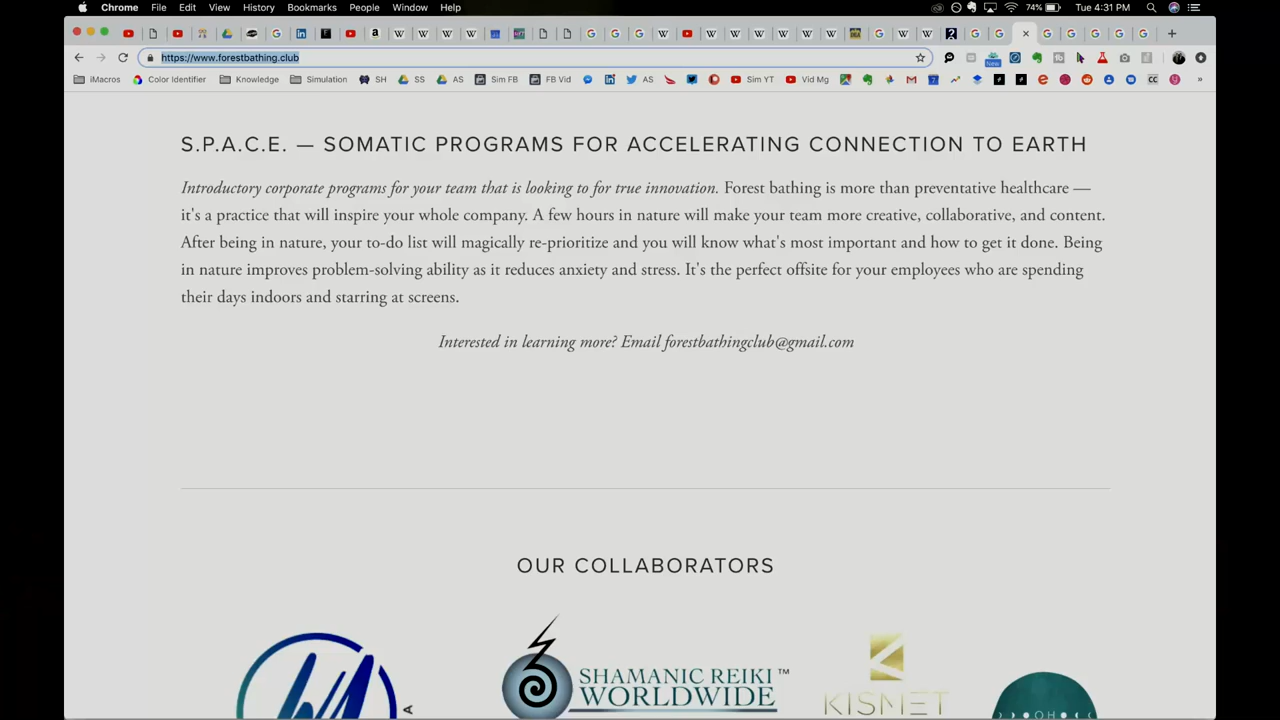 Chrome File Edit View History Bookmarks People Window Help 74% Tue 4:31 PM
https://www.forestbathing.club
iMacros Color Identifier Knowledge Simulation SH SS AS Sim FB FB Vid AS Sim YT Vid Mg
S.P.A.C.E. — SOMATIC PROGRAMS FOR ACCELERATING CONNECTION TO EARTH
Introductory corporate programs for your team that is looking to for true innovation. Forest bathing is more than preventative healthcare —
it's a practice that will inspire your whole company. A few hours in nature will make your team more creative, collaborative, and content.
After being in nature, your to-do list will magically re-prioritize and you will know what's most important and how to get it done. Being
in nature improves problem-solving ability as it reduces anxiety and stress. It's the perfect offsite for your employees who are spending
their days indoors and starring at screens.
Interested in learning more? Email forestbathingclub@gmail.com
OUR COLLABORATORS
SHAMANIC REIKI™
WORLDWIDE
KISMET
OH